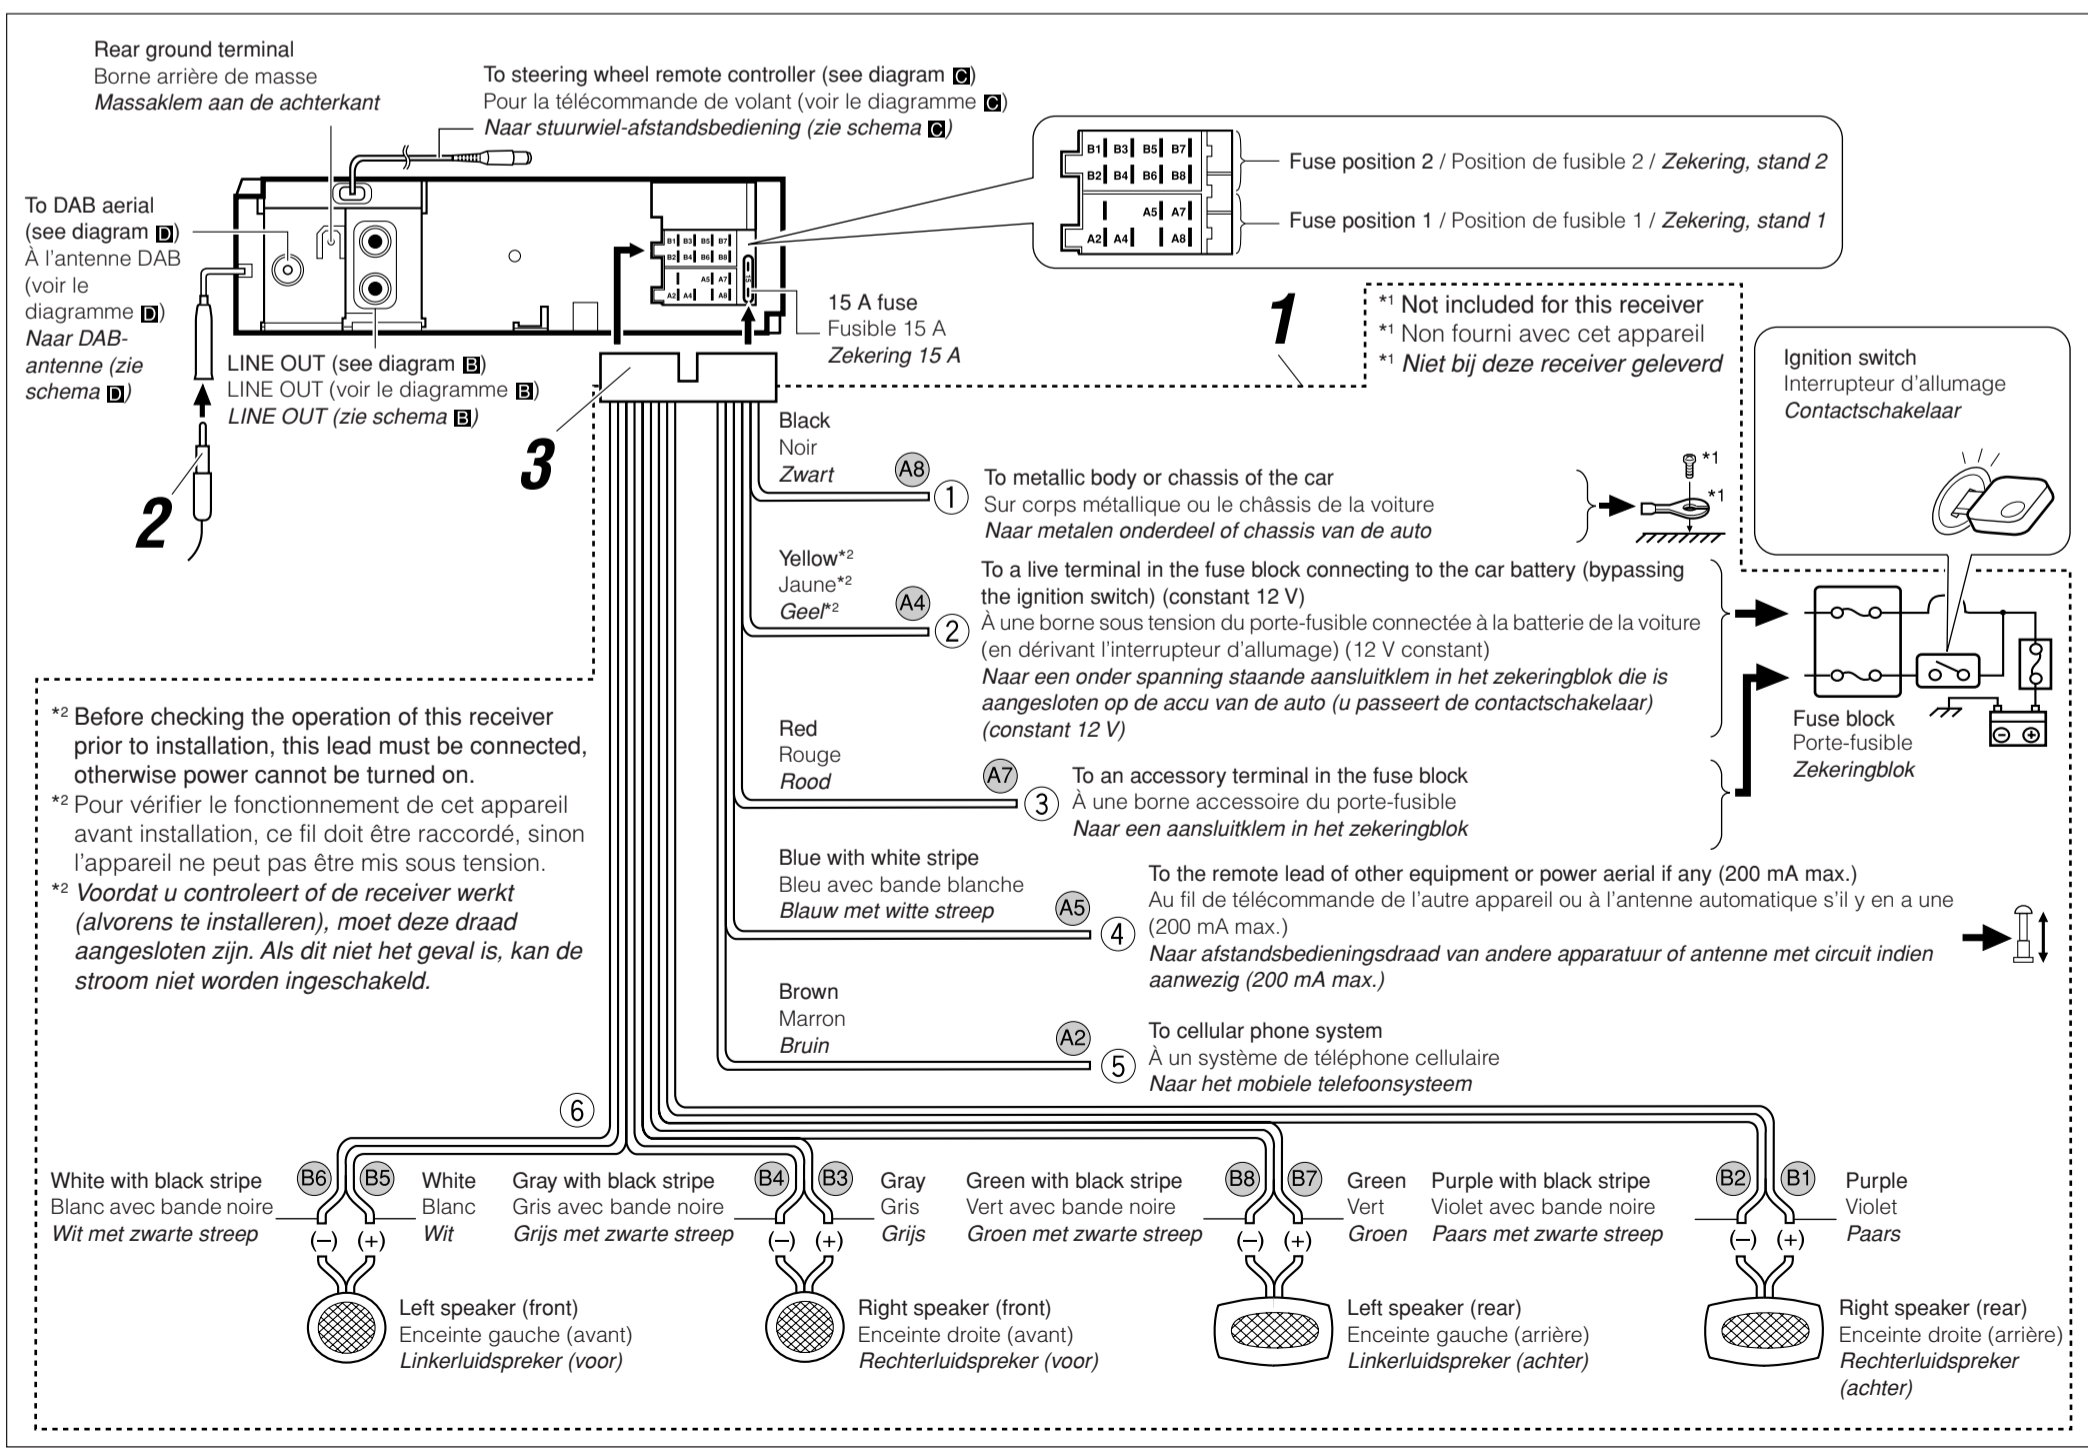 Rear ground terminal
Borne arrière de masse
Massaklem aan de achterkant
To steering wheel remote controller (see diagram C)
Pour la télécommande de volant (voir le diagramme C)
Naar stuurwiel-afstandsbediening (zie schema C)
B1 B3 B5 B7
B2 B4 B6 B8
A5 A7
A2 A4 A8
Fuse position 2 / Position de fusible 2 / Zekering, stand 2
Fuse position 1 / Position de fusible 1 / Zekering, stand 1
To DAB aerial
(see diagram D)
À l'antenne DAB
(voir le
diagramme D)
Naar DAB-
antenne (zie
schema D)
B1 B3 B5 B7
B2 B4 B6 B8
A5 A7
A2 A4 A8
15
15 A fuse
Fusible 15 A
Zekering 15 A
LINE OUT (see diagram B)
LINE OUT (voir le diagramme B)
LINE OUT (zie schema B)
1
2
3
*1 Not included for this receiver
*1 Non fourni avec cet appareil
*1 Niet bij deze receiver geleverd
Ignition switch
Interrupteur d'allumage
Contactschakelaar
Black
Noir
Zwart
A8
1
To metallic body or chassis of the car
Sur corps métallique ou le châssis de la voiture
Naar metalen onderdeel of chassis van de auto
*1
*1
Yellow*2
Jaune*2
Geel*2
A4
2
To a live terminal in the fuse block connecting to the car battery (bypassing
the ignition switch) (constant 12 V)
À une borne sous tension du porte-fusible connectée à la batterie de la voiture
(en dérivant l'interrupteur d'allumage) (12 V constant)
Naar een onder spanning staande aansluitklem in het zekeringblok die is
aangesloten op de accu van de auto (u passeert de contactschakelaar)
(constant 12 V)
Fuse block
Porte-fusible
Zekeringblok
Red
Rouge
Rood
A7
3
To an accessory terminal in the fuse block
À une borne accessoire du porte-fusible
Naar een aansluitklem in het zekeringblok
*2 Before checking the operation of this receiver
prior to installation, this lead must be connected,
otherwise power cannot be turned on.
*2 Pour vérifier le fonctionnement de cet appareil
avant installation, ce fil doit être raccordé, sinon
l'appareil ne peut pas être mis sous tension.
*2 Voordat u controleert of de receiver werkt
(alvorens te installeren), moet deze draad
aangesloten zijn. Als dit niet het geval is, kan de
stroom niet worden ingeschakeld.
Blue with white stripe
Bleu avec bande blanche
Blauw met witte streep
A5
4
To the remote lead of other equipment or power aerial if any (200 mA max.)
Au fil de télécommande de l'autre appareil ou à l'antenne automatique s'il y en a une
(200 mA max.)
Naar afstandsbedieningsdraad van andere apparatuur of antenne met circuit indien
aanwezig (200 mA max.)
Brown
Marron
Bruin
A2
5
To cellular phone system
À un système de téléphone cellulaire
Naar het mobiele telefoonsysteem
6
White with black stripe
Blanc avec bande noire
Wit met zwarte streep
B6
B5
White
Blanc
Wit
(−) (+)
Left speaker (front)
Enceinte gauche (avant)
Linkerluidspreker (voor)
Gray with black stripe
Gris avec bande noire
Grijs met zwarte streep
B4
B3
Gray
Gris
Grijs
(−) (+)
Right speaker (front)
Enceinte droite (avant)
Rechterluidspreker (voor)
Green with black stripe
Vert avec bande noire
Groen met zwarte streep
B8
B7
Green
Vert
Groen
(−) (+)
Left speaker (rear)
Enceinte gauche (arrière)
Linkerluidspreker (achter)
Purple with black stripe
Violet avec bande noire
Paars met zwarte streep
B2
B1
Purple
Violet
Paars
(−) (+)
Right speaker (rear)
Enceinte droite (arrière)
Rechterluidspreker
(achter)